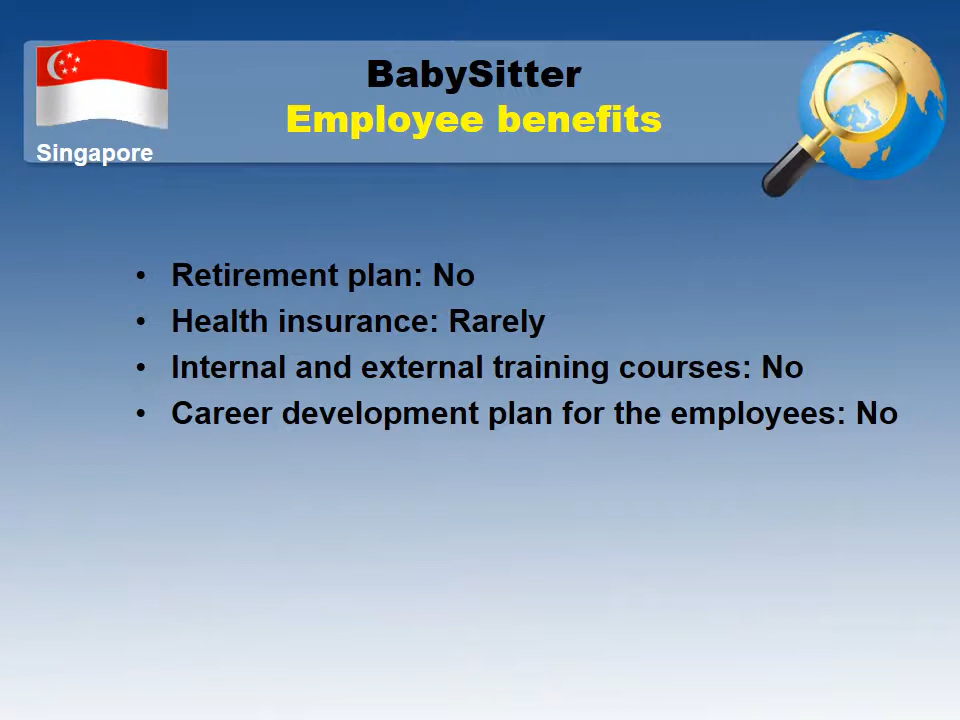 BabySitter
Employee benefits
Singapore
• Retirement plan: No
• Health insurance: Rarely
• Internal and external training courses: No
• Career development plan for the employees: No